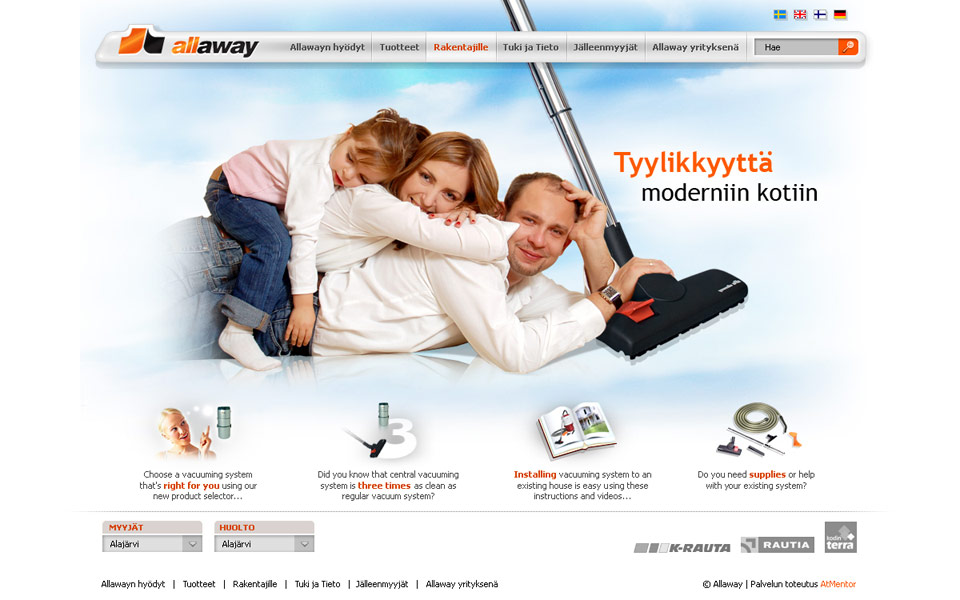 allaway
Allawayn hyödyt
Tuotteet
Rakentajille
Tuki ja Tieto
Jälleenmyyjät
Allaway yrityksenä
Hae
Tyylikkyyttä
moderniin kotiin
3
Choose a vacuuming system
that's right for you using our
new product selector...
Did you know that central vacuuming
system is three times as clean as
regular vacuum system?
Installing vacuuming system to an
existing house is easy using these
instructions and videos...
Do you need supplies or help
with your existing system?
MYYJÄT
HUOLTO
Alajärvi
Alajärvi
K-RAUTA
RAUTIA
kodin
terra
Allawayn hyödyt | Tuotteet | Rakentajille | Tuki ja Tieto | Jälleenmyyjät | Allaway yrityksenä
© Allaway | Palvelun toteutus AtMentor